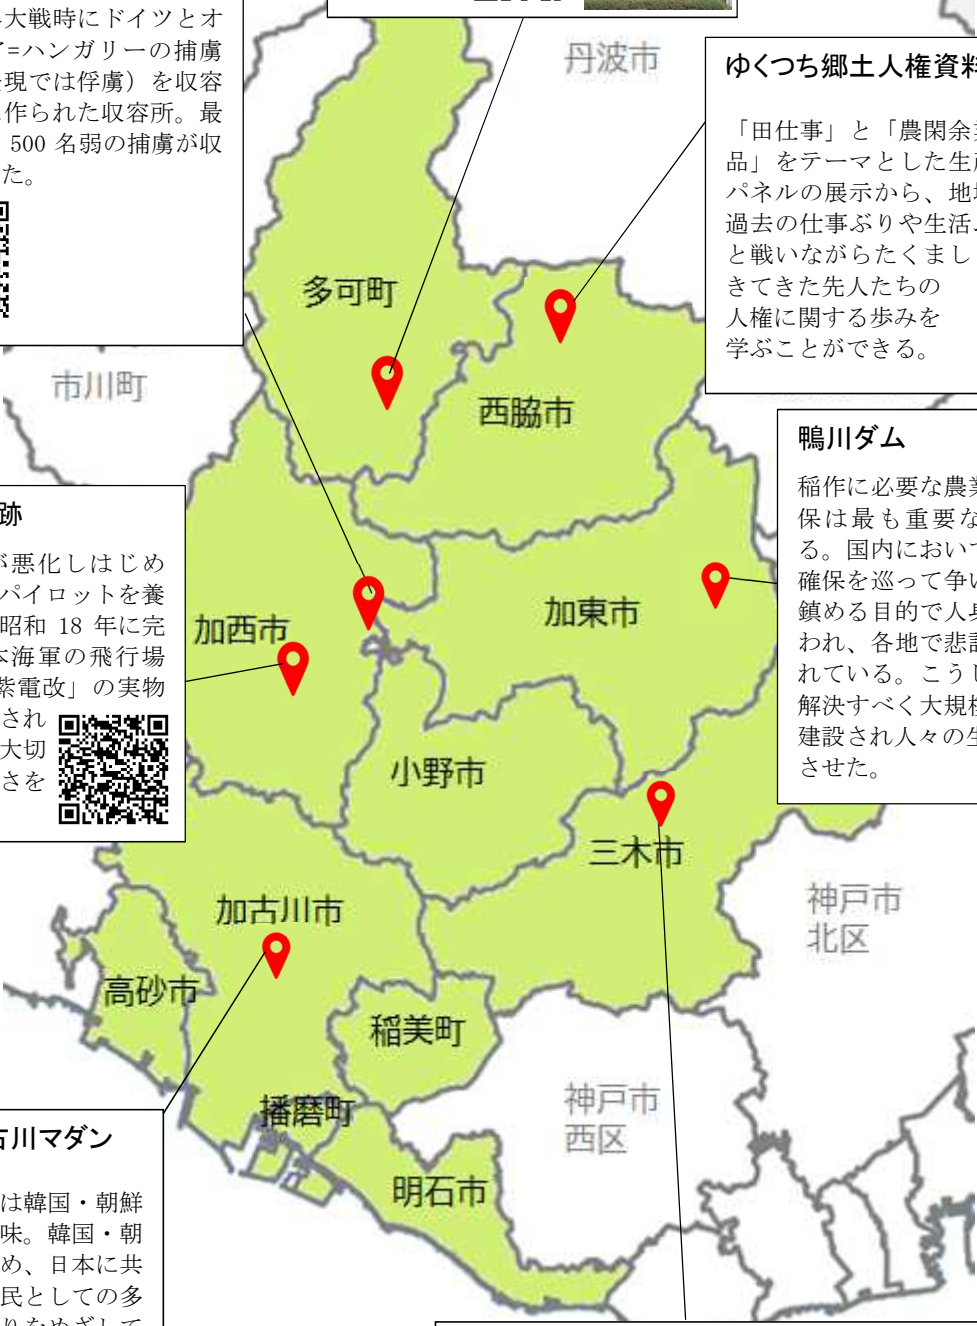 大戦時にドイツとオ
=ハンガリーの捕虜
現では俘虜）を収容
作られた収容所。最
500 名弱の捕虜が収
た。
丹波市
ゆくつち郷土人権資料
「田仕事」と「農閑余
品」をテーマとした生
パネルの展示から、地
過去の仕事ぶりや生活
と戦いながらたくまし
きてきた先人たちの
人権に関する歩みを
学ぶことができる。
多可町
市川町
西脇市
鴨川ダム
稲作に必要な農
保は最も重要な
る。国内において
確保を巡って争い
鎮める目的で人身
われ、各地で悲
れている。こうし
解決すべく大規模
建設され人々の生
させた。
跡
が悪化しはじめ
パイロットを養
昭和 18 年に完
本海軍の飛行場
紫電改」の実物
され
大切
さを
加西市
加東市
小野市
三木市
神戸市
北区
加古川市
高砂市
稲美町
播磨町
神戸市
西区
明石市
古川マダン
は韓国・朝鮮
味。韓国・朝
め、日本に共
民としての多
りをめざして